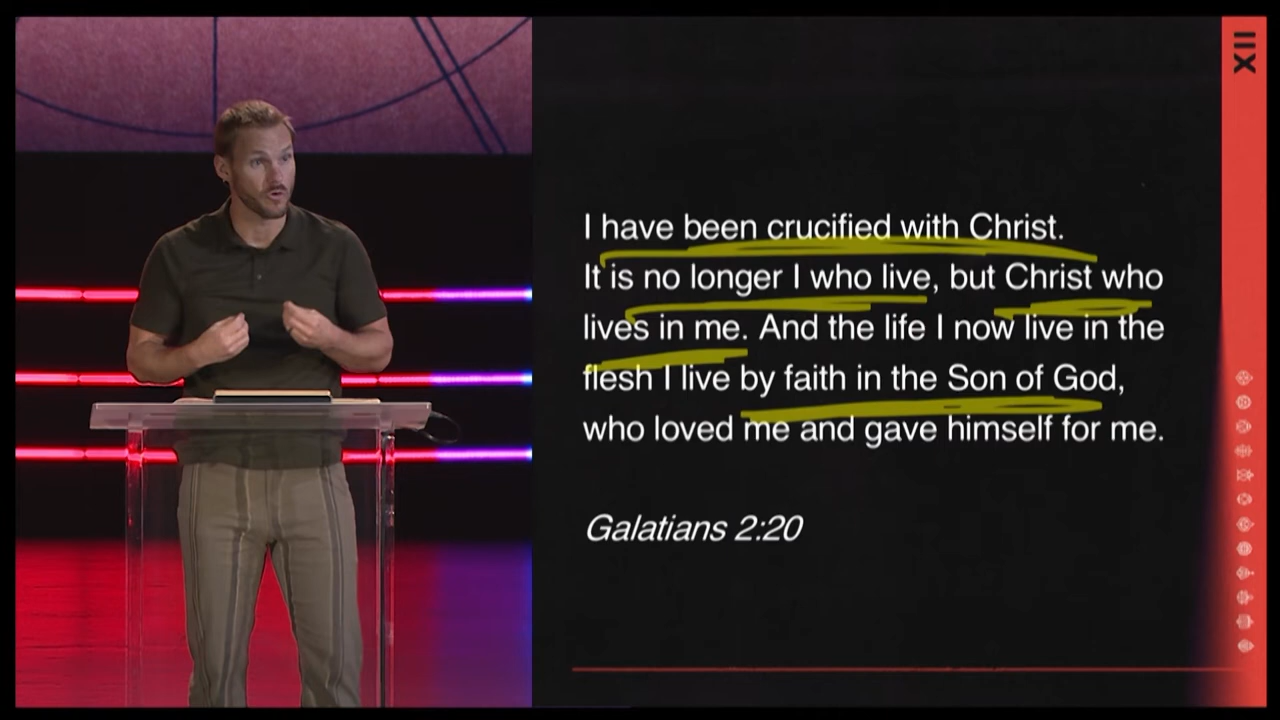 I have been crucified with Christ.
It is no longer I who live, but Christ who
lives in me. And the life I now live in the
flesh I live by faith in the Son of God,
who loved me and gave himself for me.
Galatians 2:20
XII